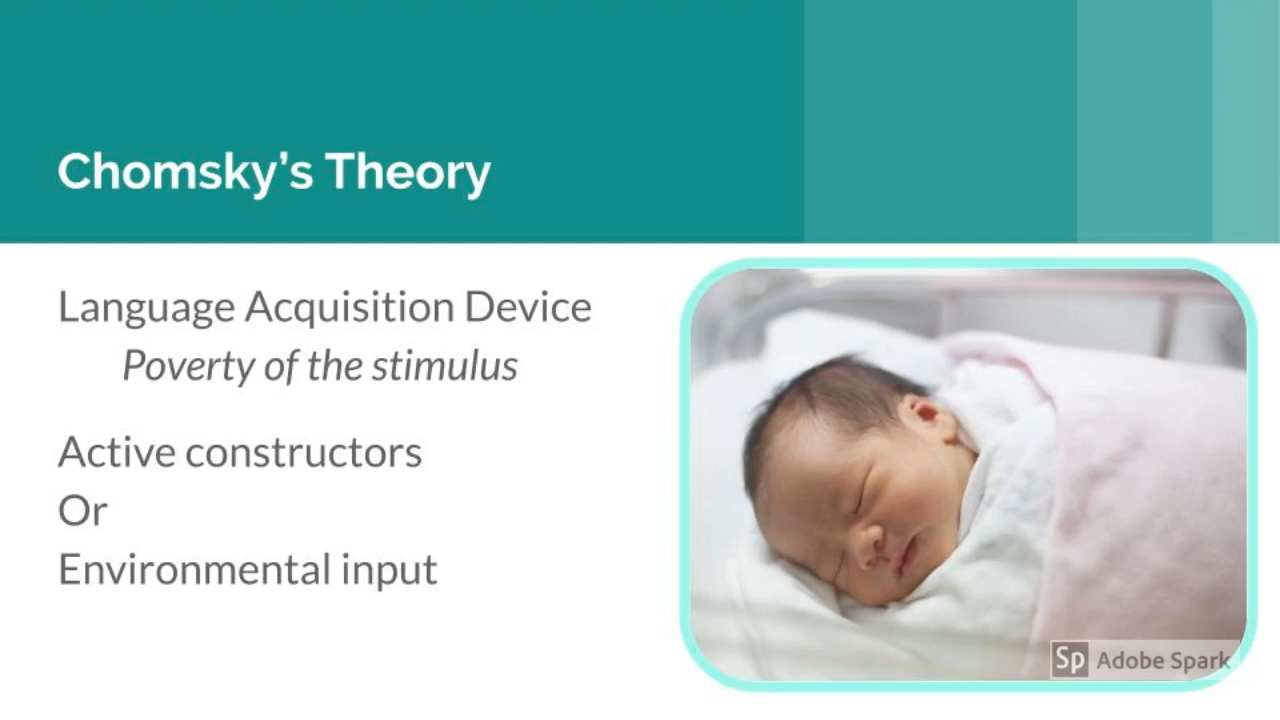 Chomsky's Theory
Language Acquisition Device
Poverty of the stimulus
Active constructors
Or
Environmental input
Sp Adobe Spark